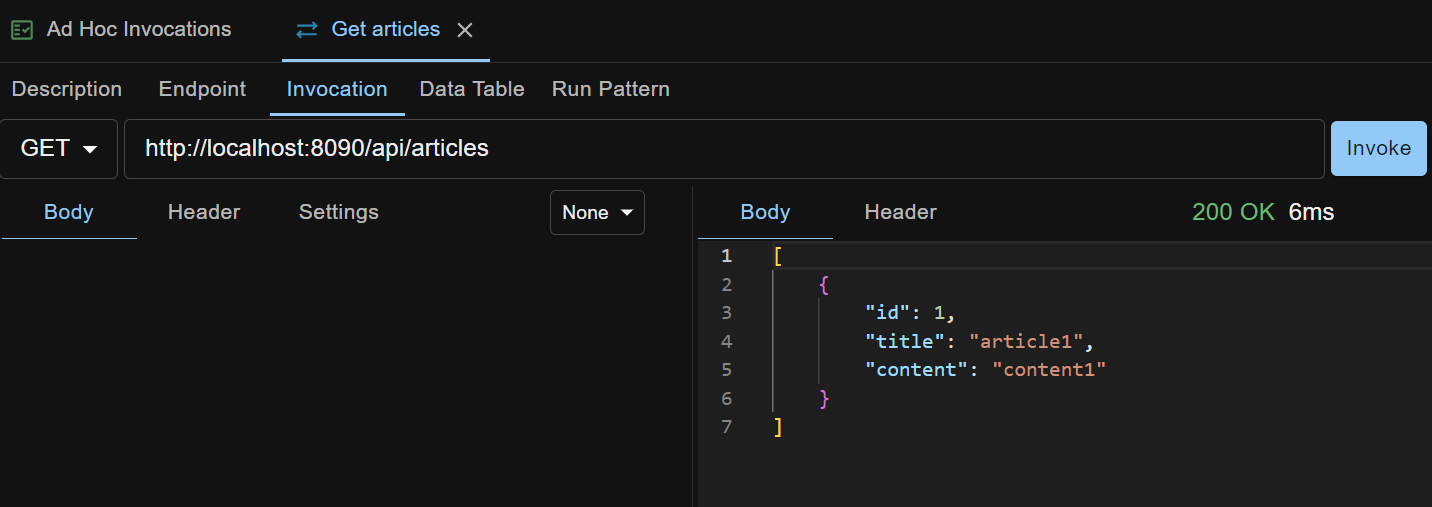 Ad Hoc Invocations Get articles
Description Endpoint Invocation Data Table Run Pattern
GET http://localhost:8090/api/articles Invoke
Body Header Settings None Body Header 200 OK 6ms
1 [
2 {
3 "id": 1,
4 "title": "article1",
5 "content": "content1"
6 }
7 ]